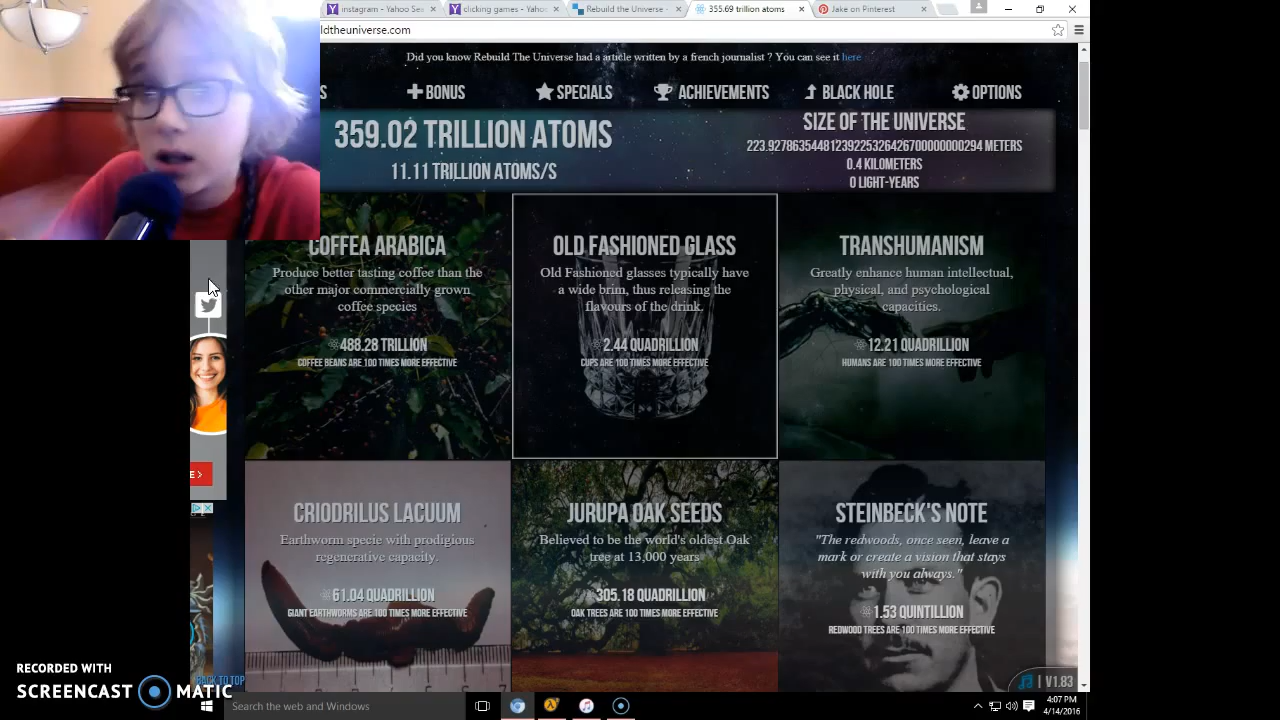 instagram - Yahoo Se
clicking games - Yaho
Rebuild the Universe -
355.69 trillion atoms
Jake on Pinterest
ldtheuniverse.com
Did you know Rebuild The Universe had a article written by a french journalist ? You can see it here
S
BONUS
SPECIALS
ACHIEVEMENTS
BLACK HOLE
OPTIONS
359.02 TRILLION ATOMS
11.11 TRILLION ATOMS/S
SIZE OF THE UNIVERSE
223.92786354481239225326426700000000294 METERS
0.4 KILOMETERS
0 LIGHT-YEARS
COFFEA ARABICA
Produce better tasting coffee than the
other major commercially grown
coffee species
488.28 TRILLION
COFFEE BEANS ARE 100 TIMES MORE EFFECTIVE
OLD FASHIONED GLASS
Old Fashioned glasses typically have
a wide brim, thus releasing the
flavours of the drink.
2.44 QUADRILLION
CUPS ARE 100 TIMES MORE EFFECTIVE
TRANSHUMANISM
Greatly enhance human intellectual,
physical, and psychological
capacities.
12.21 QUADRILLION
HUMANS ARE 100 TIMES MORE EFFECTIVE
CRIODRILUS LACUUM
Earthworm specie with prodigious
regenerative capacity.
61.04 QUADRILLION
GIANT EARTHWORMS ARE 100 TIMES MORE EFFECTIVE
JURUPA OAK SEEDS
Believed to be the world's oldest Oak
tree at 13,000 years
305.18 QUADRILLION
OAK TREES ARE 100 TIMES MORE EFFECTIVE
STEINBECK'S NOTE
"The redwoods, once seen, leave a
mark or create a vision that stays
with you always."
1.53 QUINTILLION
REDWOOD TREES ARE 100 TIMES MORE EFFECTIVE
E >
BACK TO TOP
| V1.83
RECORDED WITH
SCREENCAST MATIC
Search the web and Windows
4:07 PM
4/14/2016